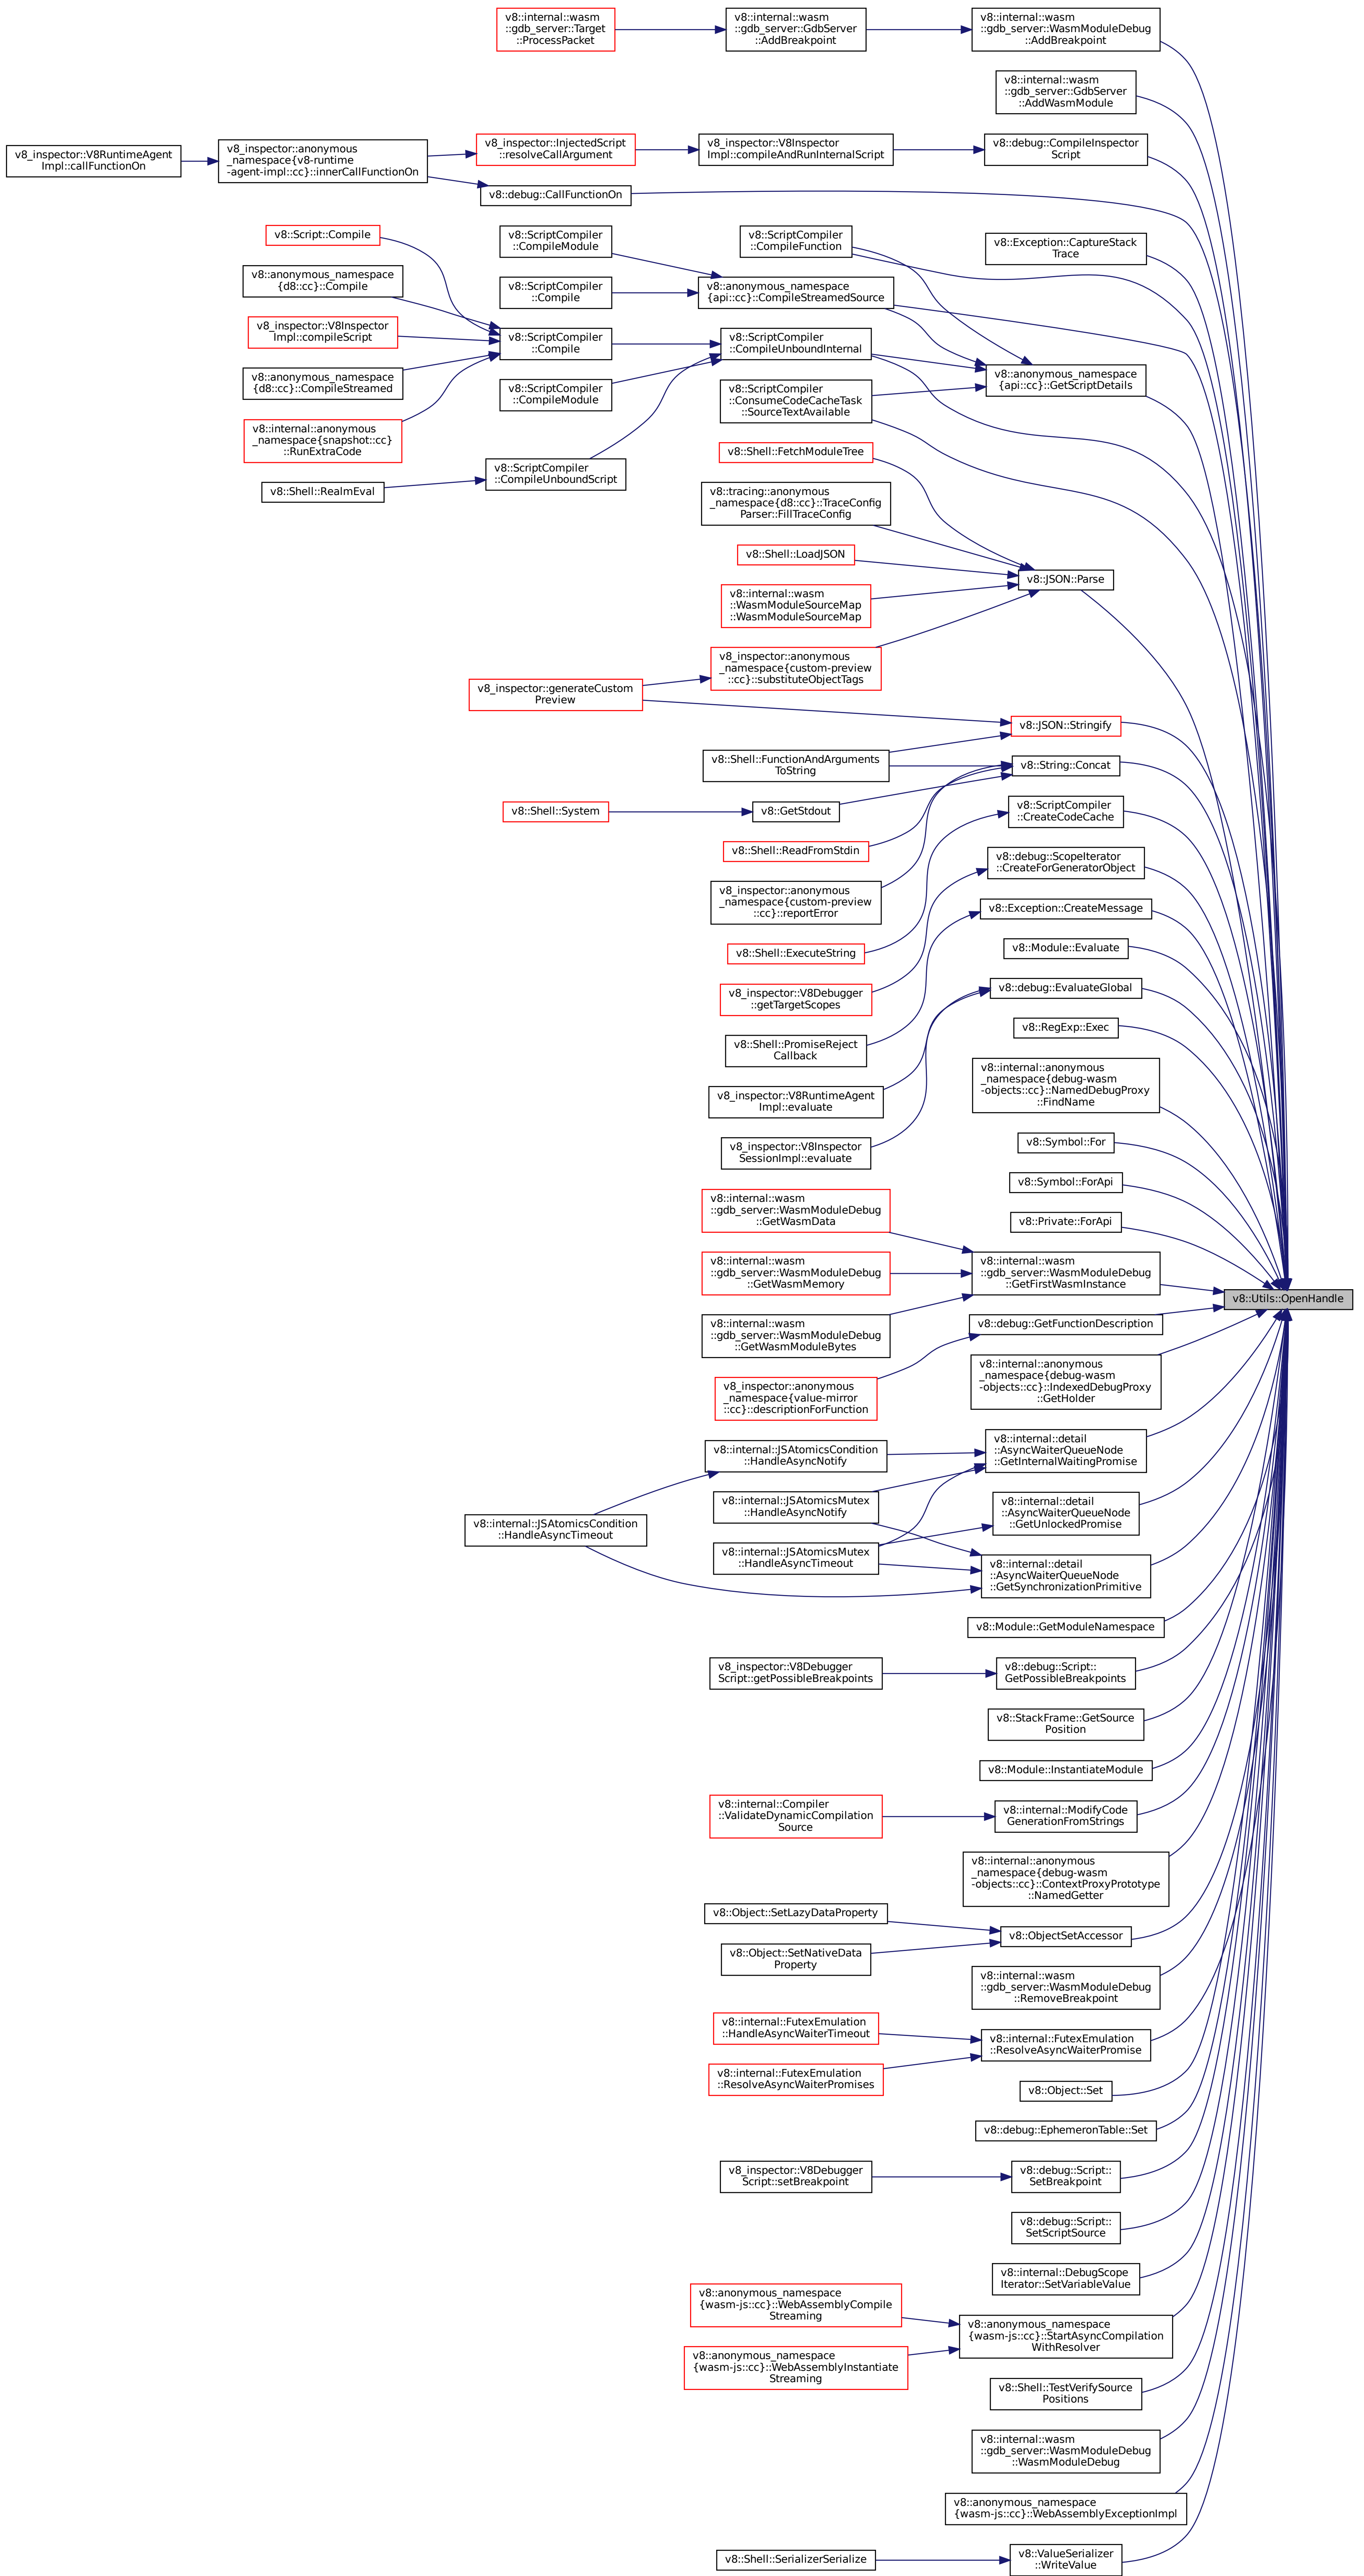 v8::internal::wasm
::gdb_server::Target
::ProcessPacket
v8::internal::wasm
::gdb_server::GdbServer
::AddBreakpoint
v8::internal::wasm
::gdb_server::WasmModuleDebug
::AddBreakpoint
v8::internal::wasm
::gdb_server::GdbServer
::AddWasmModule
v8_inspector::V8RuntimeAgent
Impl::callFunctionOn
v8_inspector::anonymous
_namespace{v8-runtime
-agent-impl::cc}::innerCallFunctionOn
v8_inspector::InjectedScript
::resolveCallArgument
v8_inspector::V8Inspector
Impl::compileAndRunInternalScript
v8::debug::CompileInspector
Script
v8::debug::CallFunctionOn
v8::Script::Compile
v8::ScriptCompiler
::CompileModule
v8::ScriptCompiler
::CompileFunction
v8::Exception::CaptureStack
Trace
v8::anonymous_namespace
{d8::cc}::Compile
v8::ScriptCompiler
::Compile
v8::anonymous_namespace
{api::cc}::CompileStreamedSource
v8_inspector::V8Inspector
Impl::compileScript
v8::ScriptCompiler
::Compile
v8::ScriptCompiler
::CompileUnboundInternal
v8::anonymous_namespace
{d8::cc}::CompileStreamed
v8::ScriptCompiler
::CompileModule
v8::ScriptCompiler
::ConsumeCodeCacheTask
::SourceTextAvailable
v8::anonymous_namespace
{api::cc}::GetScriptDetails
v8::internal::anonymous
_namespace{snapshot::cc}
::RunExtraCode
v8::Shell::FetchModuleTree
v8::Shell::RealmEval
v8::ScriptCompiler
::CompileUnboundScript
v8::tracing::anonymous
_namespace{d8::cc}::TraceConfig
Parser::FillTraceConfig
v8::Shell::LoadJSON
v8::JSON::Parse
v8::internal::wasm
::WasmModuleSourceMap
::WasmModuleSourceMap
v8_inspector::anonymous
_namespace{custom-preview
::cc}::substituteObjectTags
v8_inspector::generateCustom
Preview
v8::JSON::Stringify
v8::Shell::FunctionAndArguments
ToString
v8::String::Concat
v8::Shell::System
v8::GetStdout
v8::ScriptCompiler
::CreateCodeCache
v8::Shell::ReadFromStdin
v8::debug::ScopeIterator
::CreateForGeneratorObject
v8_inspector::anonymous
_namespace{custom-preview
::cc}::reportError
v8::Exception::CreateMessage
v8::Shell::ExecuteString
v8::Module::Evaluate
v8_inspector::V8Debugger
::getTargetScopes
v8::debug::EvaluateGlobal
v8::Shell::PromiseReject
Callback
v8::RegExp::Exec
v8_inspector::V8RuntimeAgent
Impl::evaluate
v8::internal::anonymous
_namespace{debug-wasm
-objects::cc}::NamedDebugProxy
::FindName
v8_inspector::V8Inspector
SessionImpl::evaluate
v8::Symbol::For
v8::Symbol::ForApi
v8::internal::wasm
::gdb_server::WasmModuleDebug
::GetWasmData
v8::Private::ForApi
v8::internal::wasm
::gdb_server::WasmModuleDebug
::GetWasmMemory
v8::internal::wasm
::gdb_server::WasmModuleDebug
::GetFirstWasmInstance
v8::Utils::OpenHandle
v8::internal::wasm
::gdb_server::WasmModuleDebug
::GetWasmModuleBytes
v8::debug::GetFunctionDescription
v8_inspector::anonymous
_namespace{value-mirror
::cc}::descriptionForFunction
v8::internal::anonymous
_namespace{debug-wasm
-objects::cc}::IndexedDebugProxy
::GetHolder
v8::internal::JSAtomicsCondition
::HandleAsyncNotify
v8::internal::detail
::AsyncWaiterQueueNode
::GetInternalWaitingPromise
v8::internal::JSAtomicsCondition
::HandleAsyncTimeout
v8::internal::JSAtomicsMutex
::HandleAsyncNotify
v8::internal::detail
::AsyncWaiterQueueNode
::GetUnlockedPromise
v8::internal::JSAtomicsMutex
::HandleAsyncTimeout
v8::internal::detail
::AsyncWaiterQueueNode
::GetSynchronizationPrimitive
v8::Module::GetModuleNamespace
v8_inspector::V8Debugger
Script::getPossibleBreakpoints
v8::debug::Script::
GetPossibleBreakpoints
v8::StackFrame::GetSource
Position
v8::Module::InstantiateModule
v8::internal::Compiler
::ValidateDynamicCompilation
Source
v8::internal::ModifyCode
GenerationFromStrings
v8::internal::anonymous
_namespace{debug-wasm
-objects::cc}::ContextProxyPrototype
::NamedGetter
v8::Object::SetLazyDataProperty
v8::ObjectSetAccessor
v8::Object::SetNativeData
Property
v8::internal::wasm
::gdb_server::WasmModuleDebug
::RemoveBreakpoint
v8::internal::FutexEmulation
::HandleAsyncWaiterTimeout
v8::internal::FutexEmulation
::ResolveAsyncWaiterPromise
v8::internal::FutexEmulation
::ResolveAsyncWaiterPromises
v8::Object::Set
v8::debug::EphemeronTable::Set
v8_inspector::V8Debugger
Script::setBreakpoint
v8::debug::Script::
SetBreakpoint
v8::debug::Script::
SetScriptSource
v8::internal::DebugScope
Iterator::SetVariableValue
v8::anonymous_namespace
{wasm-js::cc}::WebAssemblyCompile
Streaming
v8::anonymous_namespace
{wasm-js::cc}::StartAsyncCompilation
WithResolver
v8::anonymous_namespace
{wasm-js::cc}::WebAssemblyInstantiate
Streaming
v8::Shell::TestVerifySource
Positions
v8::internal::wasm
::gdb_server::WasmModuleDebug
::WasmModuleDebug
v8::anonymous_namespace
{wasm-js::cc}::WebAssemblyExceptionImpl
v8::Shell::SerializerSerialize
v8::ValueSerializer
::WriteValue